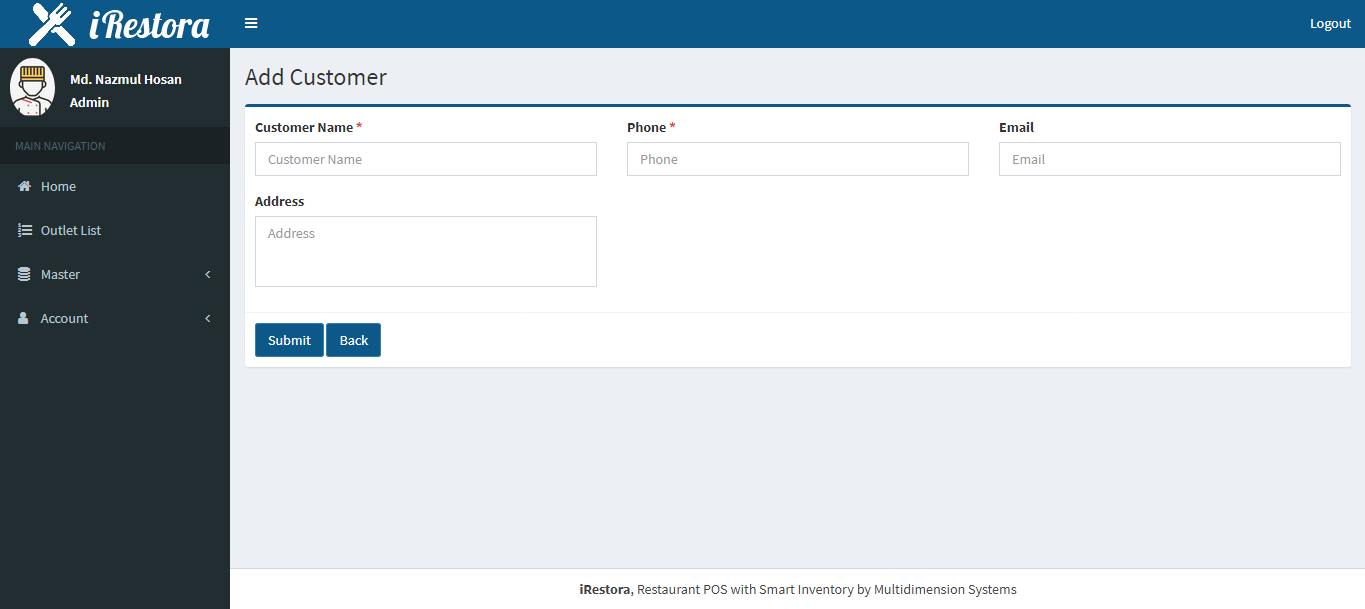 iRestora
Logout
Md. Nazmul Hosan
Admin
MAIN NAVIGATION
Home
Outlet List
Master
Account
Add Customer
Customer Name *
Phone *
Email
Customer Name
Phone
Email
Address
Address
Submit
Back
iRestora, Restaurant POS with Smart Inventory by Multidimension Systems